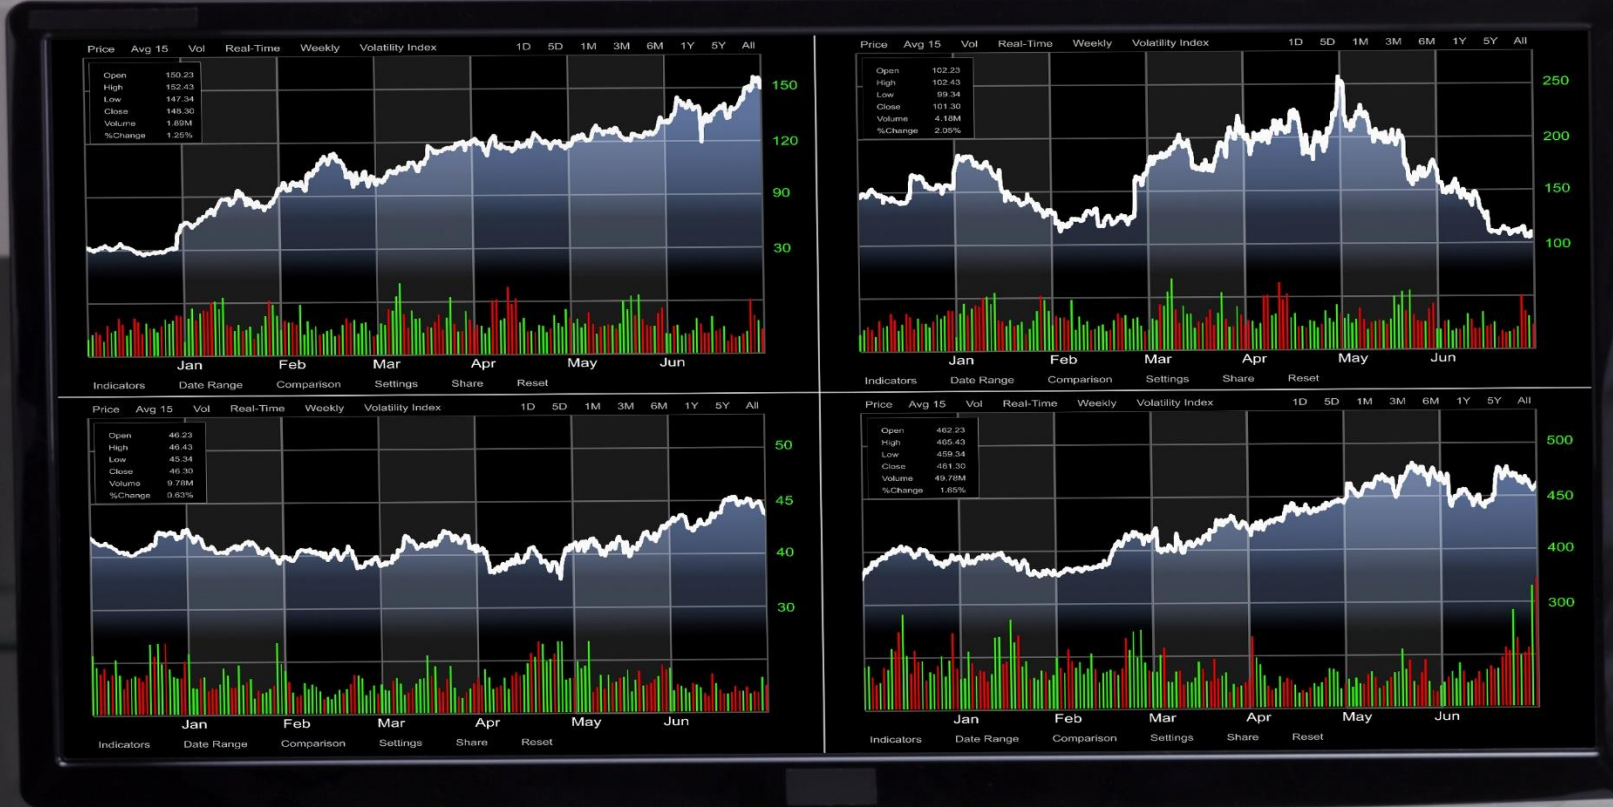 Price Avg 15 Vol Real-Time Weekly Volatility Index 1D 5D 1M 3M 6M 1Y 5Y All
Open 150.23
High 152.43
Low 147.34
Close 148.30
Volume 1.89M
%Change 1.25%
150
120
90
30
Jan Feb Mar Apr May Jun
Indicators Date Range Comparison Settings Share Reset
Price Avg 15 Vol Real-Time Weekly Volatility Index 1D 5D 1M 3M 6M 1Y 5Y All
Open 102.23
High 102.43
Low 99.34
Close 101.30
Volume 4.18M
%Change 2.05%
250
200
150
100
Jan Feb Mar Apr May Jun
Indicators Date Range Comparison Settings Share Reset
Price Avg 15 Vol Real-Time Weekly Volatility Index 1D 5D 1M 3M 6M 1Y 5Y All
Open 46.23
High 46.43
Low 45.34
Close 46.30
Volume 9.78M
%Change 0.63%
50
45
40
30
Jan Feb Mar Apr May Jun
Indicators Date Range Comparison Settings Share Reset
Price Avg 15 Vol Real-Time Weekly Volatility Index 1D 5D 1M 3M 6M 1Y 5Y All
Open 462.23
High 465.43
Low 459.34
Close 461.30
Volume 49.78M
%Change 1.65%
500
450
400
300
Jan Feb Mar Apr May Jun
Indicators Date Range Comparison Settings Share Reset